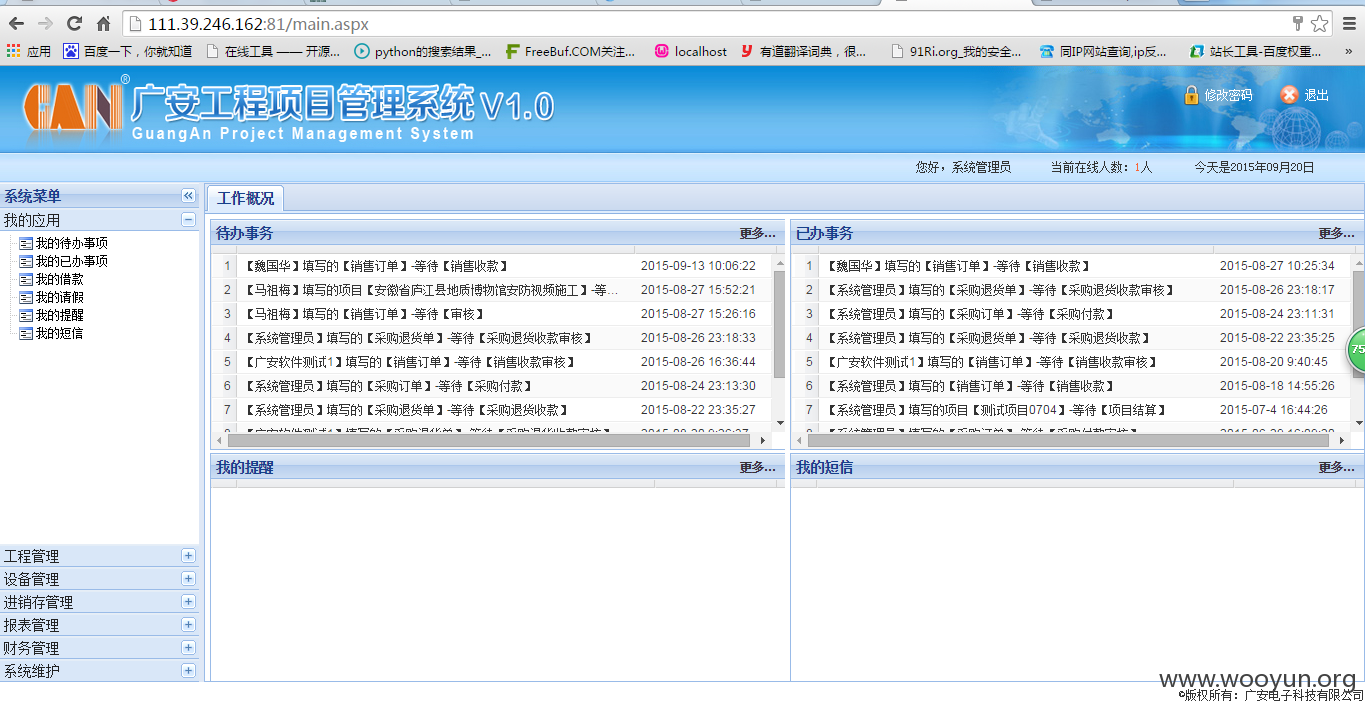 111.39.246.162:81/main.aspx
应用 百度一下，你就知道 在线工具 —— 开源... python的搜索结果_... FreeBuf.COM关注... localhost 有道翻译词典，很... 91Ri.org_我的安全... 同IP网站查询,ip反... 站长工具-百度权重... »
GAN® 广安工程项目管理系统 V1.0
GuangAn Project Management System
修改密码 退出
您好，系统管理员 当前在线人数：1人 今天是2015年09月20日
系统菜单
我的应用
我的待办事项
我的已办事项
我的借款
我的请假
我的提醒
我的短信
工程管理
设备管理
进销存管理
报表管理
财务管理
系统维护
工作概况
待办事务 更多...
1 【魏国华】填写的【销售订单】-等待【销售收款】 2015-09-13 10:06:22
2 【马祖梅】填写的项目【安徽省庐江县地质博物馆安防视频施工】-等... 2015-08-27 15:52:21
3 【马祖梅】填写的【销售订单】-等待【审核】 2015-08-27 15:26:16
4 【系统管理员】填写的【采购退货单】-等待【采购退货收款审核】 2015-08-26 23:18:33
5 【广安软件测试1】填写的【销售订单】-等待【销售收款审核】 2015-08-26 16:36:44
6 【系统管理员】填写的【采购订单】-等待【采购付款】 2015-08-24 23:13:30
7 【系统管理员】填写的【采购退货单】-等待【采购退货收款】 2015-08-22 23:35:27
已办事务 更多...
1 【魏国华】填写的【销售订单】-等待【销售收款】 2015-08-27 10:25:34
2 【系统管理员】填写的【采购退货单】-等待【采购退货收款审核】 2015-08-26 23:18:17
3 【系统管理员】填写的【采购订单】-等待【采购付款】 2015-08-24 23:11:31
4 【系统管理员】填写的【采购退货单】-等待【采购退货收款】 2015-08-22 23:35:25
5 【广安软件测试1】填写的【销售订单】-等待【销售收款审核】 2015-08-20 9:40:45
6 【系统管理员】填写的【销售订单】-等待【销售收款】 2015-08-18 14:55:26
7 【系统管理员】填写的项目【测试项目0704】-等待【项目结算】 2015-07-4 16:44:26
75
我的提醒 更多...
我的短信 更多...
www.wooyun.org
©版权所有：广安电子科技有限公司